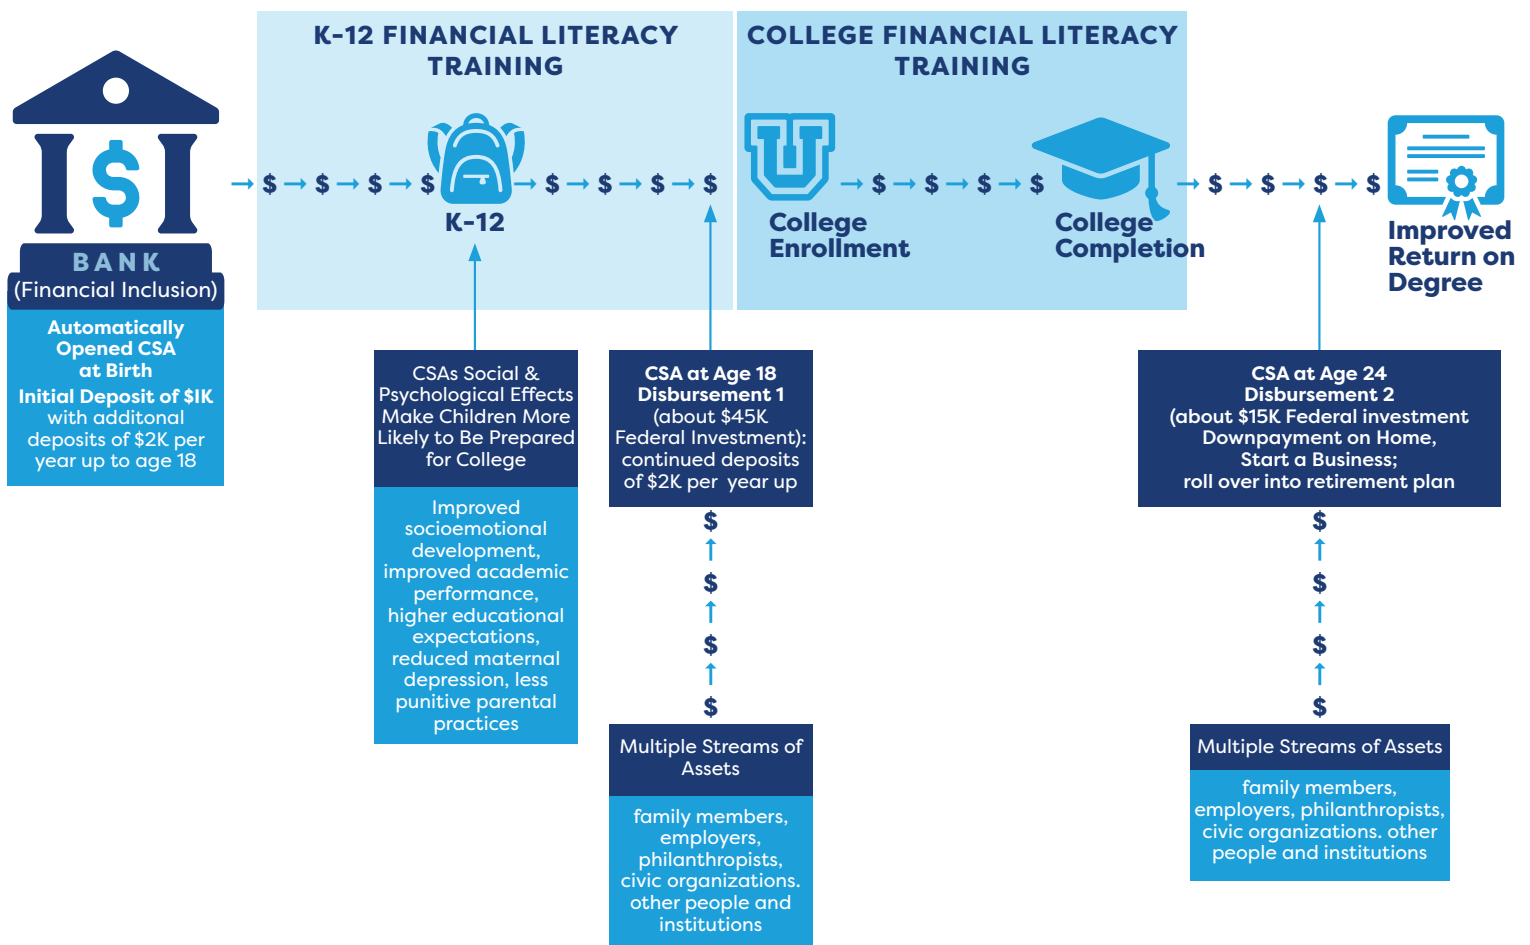 K-12 FINANCIAL LITERACY
TRAINING
COLLEGE FINANCIAL LITERACY
TRAINING
$
$ $ $ $ $ $ $ $
U
$ $ $ $
$ $ $ $
K-12
College
Enrollment
College
Completion
Improved
Return on
Degree
BANK
(Financial Inclusion)
Automatically
Opened CSA
at Birth
Initial Deposit of $1K
with additonal
deposits of $2K per
year up to age 18
CSAs Social &
Psychological Effects
Make Children More
Likely to Be Prepared
for College
Improved
socioemotional
development,
improved academic
performance,
higher educational
expectations,
reduced maternal
depression, less
punitive parental
practices
CSA at Age 18
Disbursement 1
(about $45K
Federal Investment):
continued deposits
of $2K per year up
$
$
$
$
Multiple Streams of
Assets
family members,
employers,
philanthropists,
civic organizations.
other people and
institutions
CSA at Age 24
Disbursement 2
(about $15K Federal investment
Downpayment on Home,
Start a Business;
roll over into retirement plan
$
$
$
$
Multiple Streams of Assets
family members,
employers, philanthropists,
civic organizations. other
people and institutions